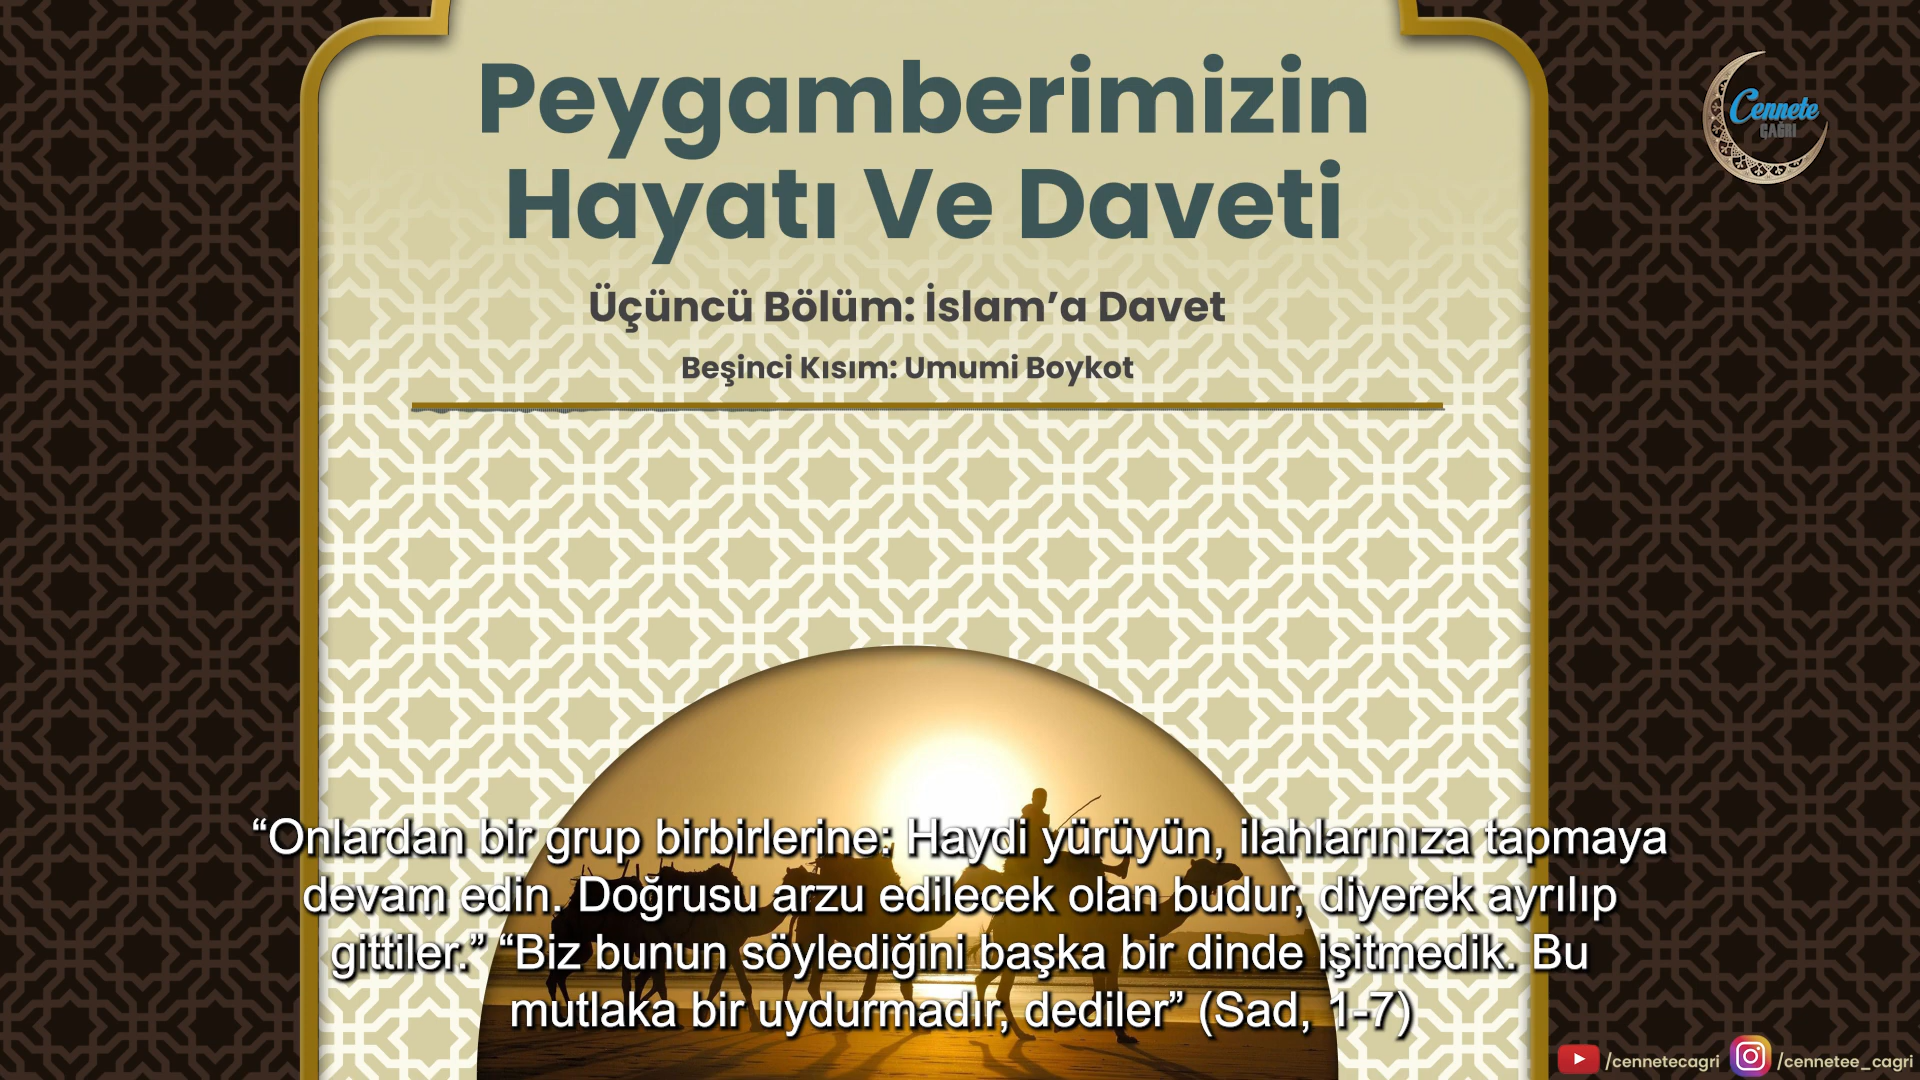 Peygamberimizin
Hayatı Ve Daveti
Üçüncü Bölüm: İslam’a Davet
Beşinci Kısım: Umumi Boykot
Cennete
ÇAĞRI
“Onlardan bir grup birbirlerine: Haydi yürüyün, ilahlarınıza tapmaya
devam edin. Doğrusu arzu edilecek olan budur, diyerek ayrılıp
gittiler.” “Biz bunun söylediğini başka bir dinde işitmedik. Bu
mutlaka bir uydurmadır, dediler” (Sad, 1-7)
/cennetecagri
/cennetee_cagri